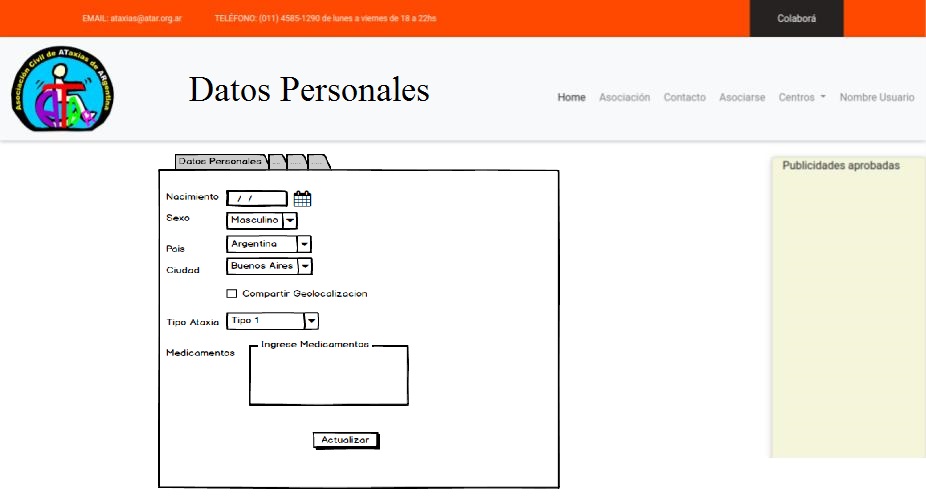 EMAIL: ataxias@atar.org.ar TELÉFONO: (011) 4585-1290 de lunes a viernes de 18 a 22hs Colaborá
Asociación Civil de ATaxias de ARgentina
Datos Personales
Home Asociación Contacto Asociarse Centros Nombre Usuario
Datos Personales ... ... ...
Publicidades aprobadas
Nacimiento / /
Sexo Masculino
Pais Argentina
Ciudad Buenos Aires
Compartir Geolocalizacion
Tipo Ataxia Tipo 1
Medicamentos Ingrese Medicamentos
Actualizar